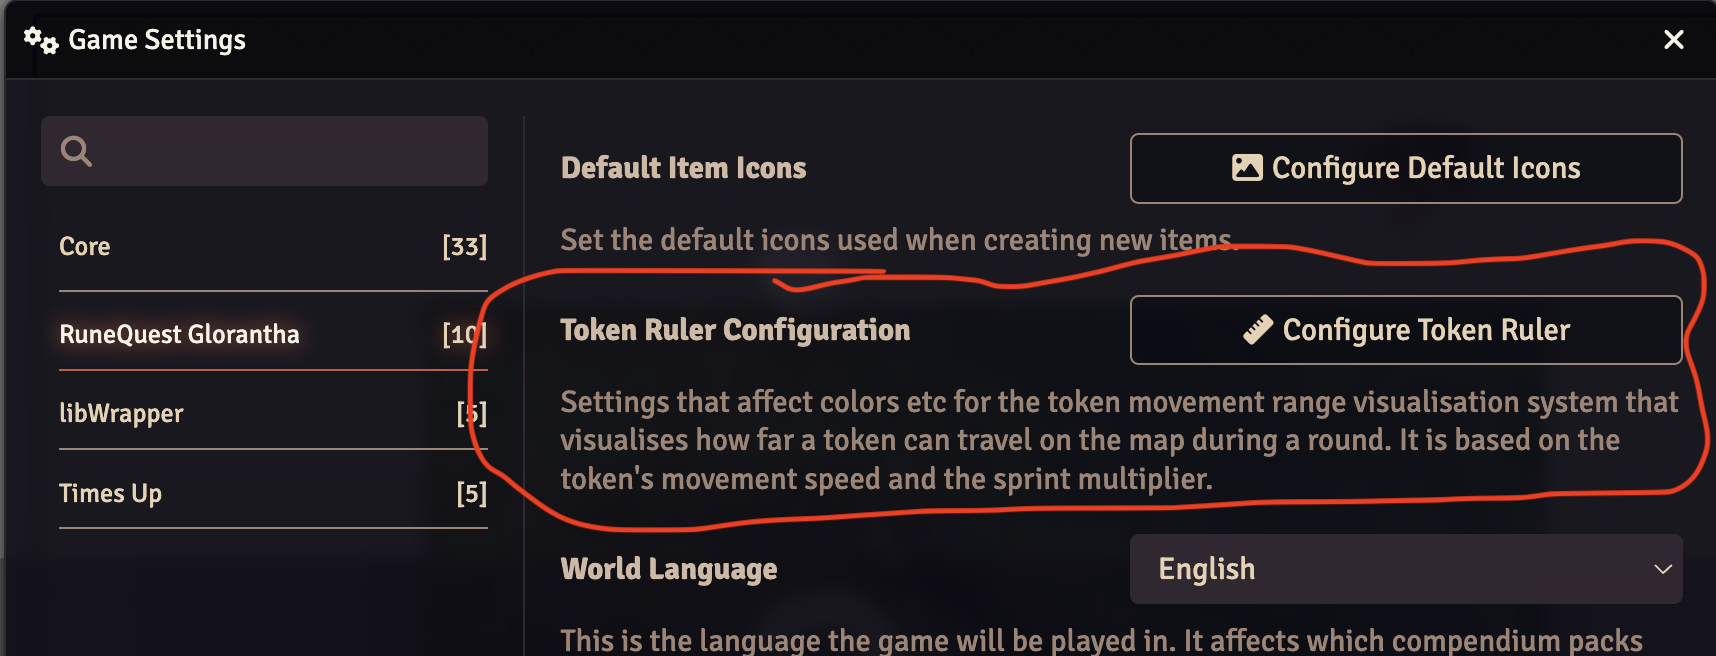 Game Settings
Core [33]
RuneQuest Glorantha [10]
libWrapper [5]
Times Up [5]
Default Item Icons
Configure Default Icons
Set the default icons used when creating new items.
Token Ruler Configuration
Configure Token Ruler
Settings that affect colors etc for the token movement range visualisation system that
visualises how far a token can travel on the map during a round. It is based on the
token's movement speed and the sprint multiplier.
World Language
English
This is the language the game will be played in. It affects which compendium packs